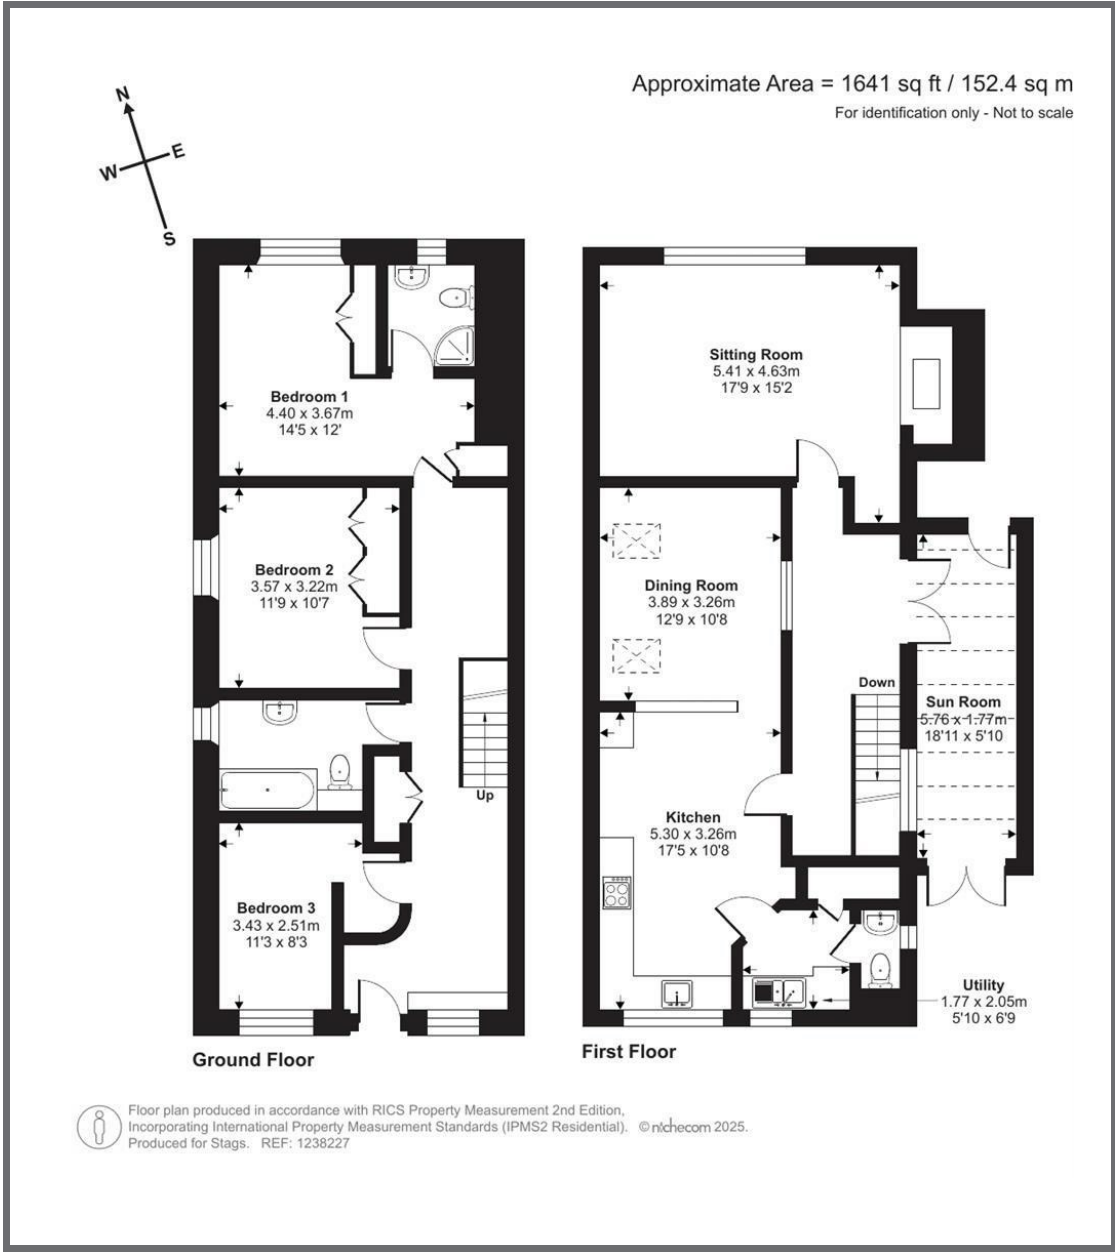 Approximate Area = 1641 sq ft / 152.4 sq m
For identification only - Not to scale
N
E
W
S
Bedroom 1
4.40 x 3.67m
14'5 x 12'
Bedroom 2
3.57 x 3.22m
11'9 x 10'7
Up
Bedroom 3
3.43 x 2.51m
11'3 x 8'3
Ground Floor
Sitting Room
5.41 x 4.63m
17'9 x 15'2
Dining Room
3.89 x 3.26m
12'9 x 10'8
Down
Sun Room
5.76 x 1.77m
18'11 x 5'10
Kitchen
5.30 x 3.26m
17'5 x 10'8
Utility
1.77 x 2.05m
5'10 x 6'9
First Floor
Floor plan produced in accordance with RICS Property Measurement 2nd Edition,
Incorporating International Property Measurement Standards (IPMS2 Residential). © nichecom 2025.
Produced for Stags. REF: 1238227